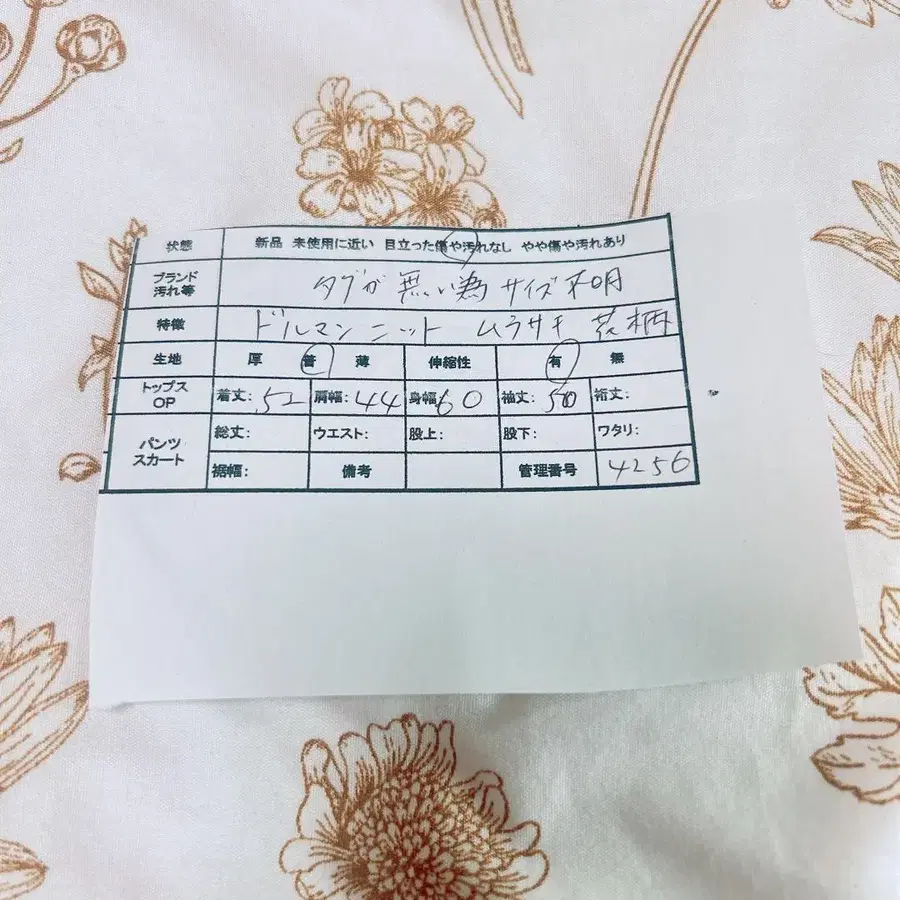 状態 新品 未使用に近い 目立った傷や汚れなし やや傷や汚れあり
ブランド 汚れ等 タグが無い為サイズ不明
特徴 ドルマンニット ムラサキ 花柄
生地 厚 普 薄 伸縮性 有 無
トップス OP 着丈: 52 肩幅: 44 身幅 60 袖丈: 50 裄丈:
パンツ スカート 総丈: ウエスト: 股上: 股下: ワタリ:
裾幅: 備考 管理番号 4256